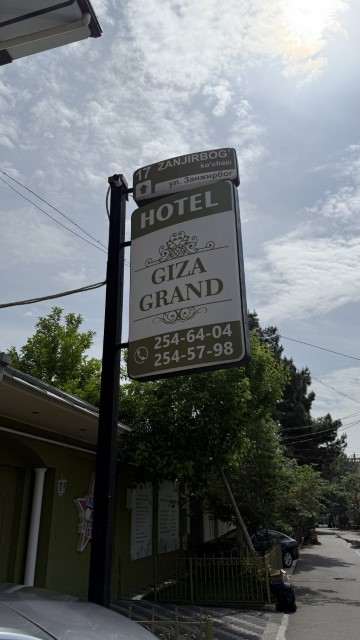 17 ZANJIRBOG'
ko'chasi
ул. Занжирбог
HOTEL
GIZA
GRAND
254-64-04
254-57-98